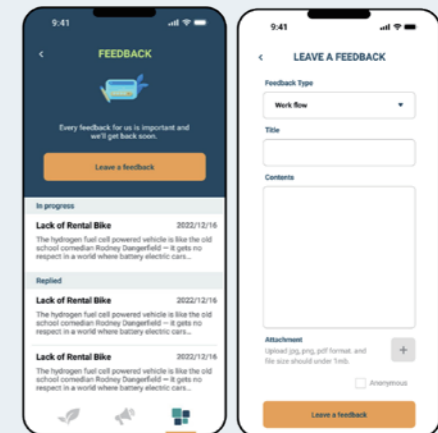 9:41
FEEDBACK
Every feedback for us is important and
we'll get back soon.
Leave a feedback
In progress
Lack of Rental Bike 2022/12/16
The hydrogen fuel cell powered vehicle is like the old
school comedian Rodney Dangerfield — it gets no
respect in a world where battery electric cars...
Replied
Lack of Rental Bike 2022/12/16
The hydrogen fuel cell powered vehicle is like the old
school comedian Rodney Dangerfield — it gets no
respect in a world where battery electric cars...
Lack of Rental Bike 2022/12/16
The hydrogen fuel cell powered vehicle is like the old
school comedian Rodney Dangerfield — it gets no
respect in a world where battery electric cars...
9:41
LEAVE A FEEDBACK
Feedback Type
Work flow
Title
Contents
Attachment
Upload jpg, png, pdf format. and
file size should under 1mb.
Anonymous
Leave a feedback